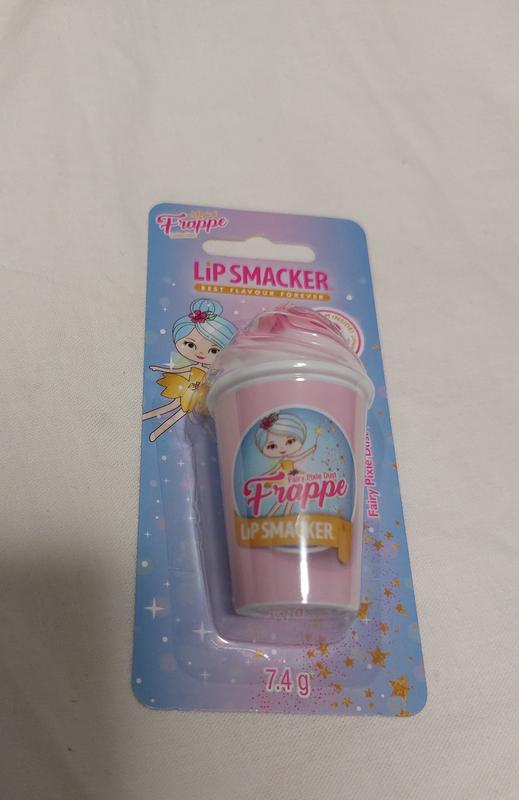 Frappe
LiP SMACKER
BEST FLAVOUR FOREVER
Fairy Pixie Dust
Frappe
LiP SMACKER
Fairy Pixie Dust
7.4 g